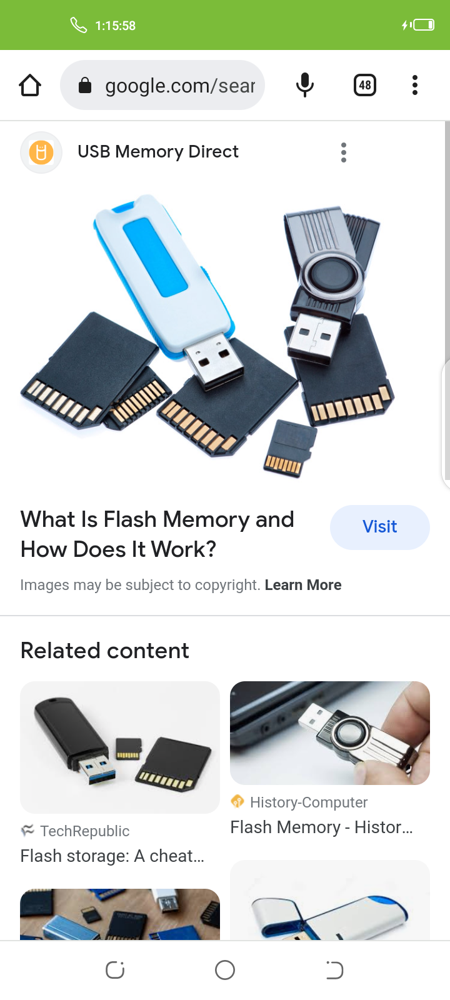 1:15:58
google.com/sear
48
USB Memory Direct
What Is Flash Memory and
How Does It Work?
Visit
Images may be subject to copyright. Learn More
Related content
TechRepublic
Flash storage: A cheat...
History-Computer
Flash Memory - Histor...